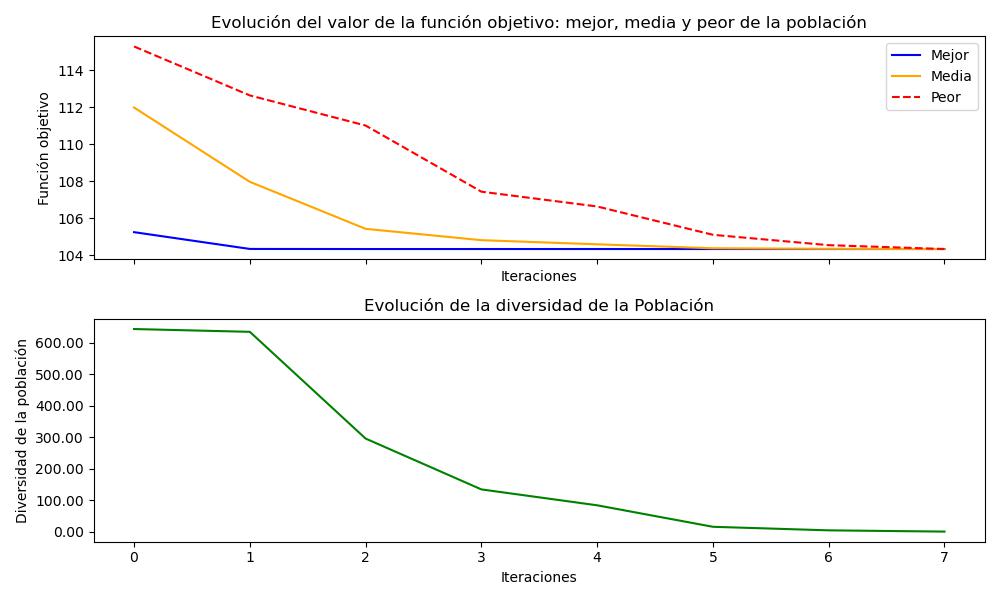 Evolución del valor de la función objetivo: mejor, media y peor de la población
Función objetivo
114
112
110
108
106
104
Mejor
Media
Peor
Iteraciones
Evolución de la diversidad de la Población
Diversidad de la población
600.00
500.00
400.00
300.00
200.00
100.00
0.00
0 1 2 3 4 5 6 7
Iteraciones